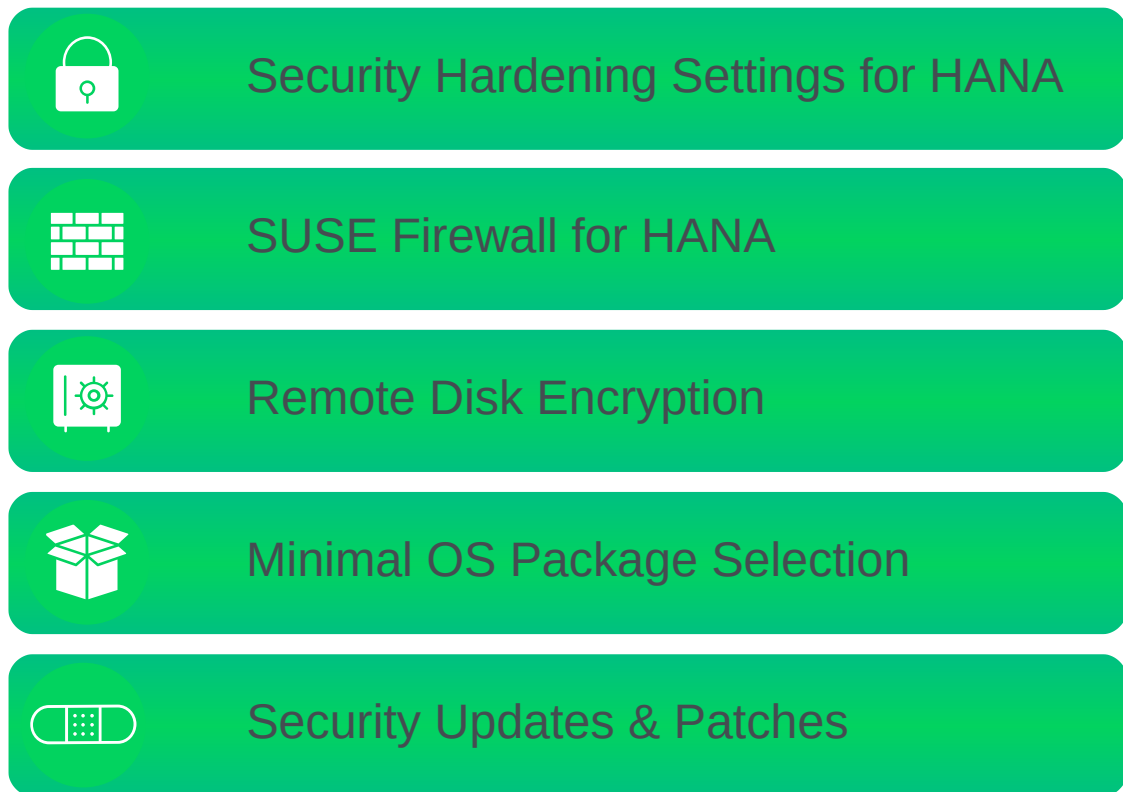 Security Hardening Settings for HANA
SUSE Firewall for HANA
Remote Disk Encryption
Minimal OS Package Selection
Security Updates & Patches